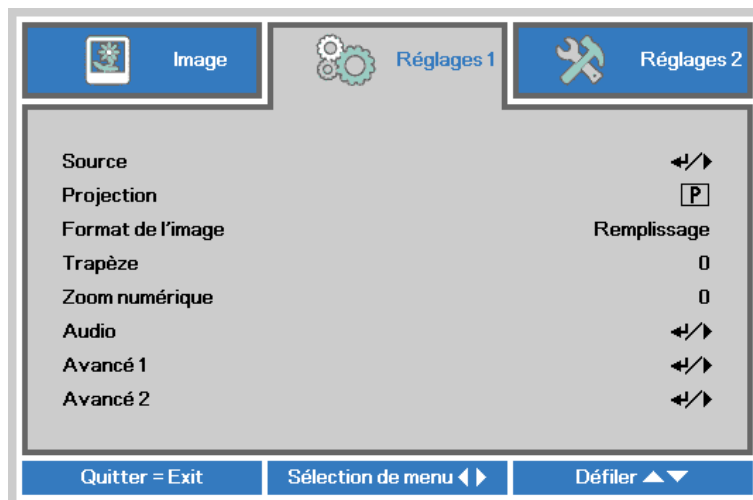 Image
Réglages 1
Réglages 2
Source
Projection P
Format de l'image Remplissage
Trapèze 0
Zoom numérique 0
Audio
Avancé 1
Avancé 2
Quitter = Exit
Sélection de menu
Défiler